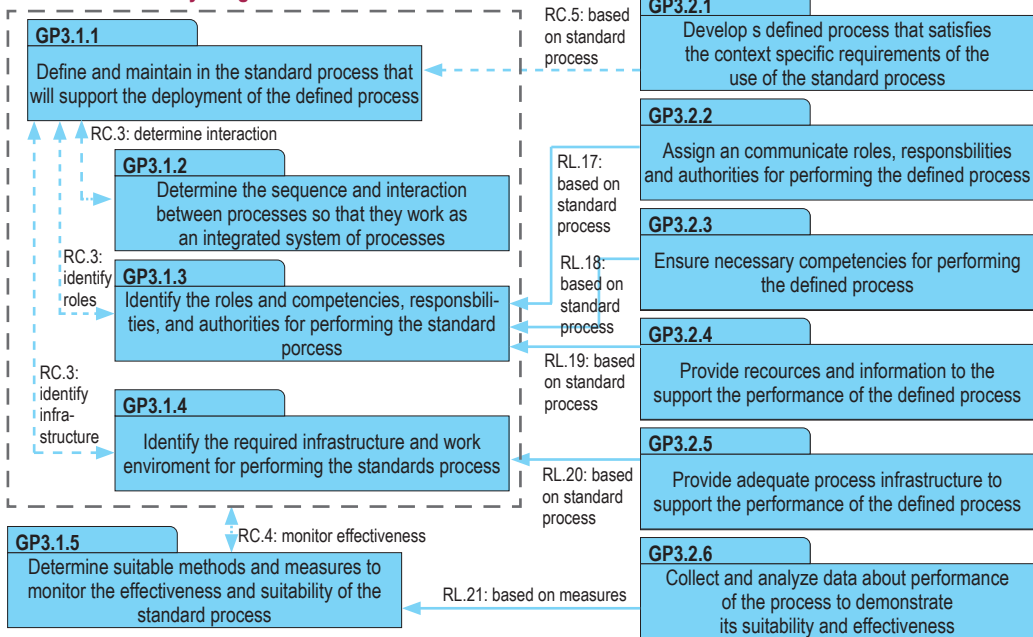 GP3.1.1
Define and maintain in the standard process that
will support the deployment of the defined process
RC.3: determine interaction
GP3.1.2
Determine the sequence and interaction
between processes so that they work as
an integrated system of processes
RC.3:
identify
roles
GP3.1.3
Identify the roles and competencies, responsbili-
ties, and authorities for performing the standard
porcess
RC.3:
identify
infra-
structure
GP3.1.4
Identify the required infrastructure and work
enviroment for performing the standards process
RC.4: monitor effectiveness
GP3.1.5
Determine suitable methods and measures to
monitor the effectiveness and suitability of the
standard process
RC.5: based
on standard
process
RL.17:
based on
standard
process
RL.18:
based on
standard
process
RL.19: based
on standard
process
RL.20: based
on standard
process
RL.21: based on measures
GP3.2.1
Develop s defined process that satisfies
the context specific requirements of the
use of the standard process
GP3.2.2
Assign an communicate roles, responsbilities
and authorities for performing the defined process
GP3.2.3
Ensure necessary competencies for performing
the defined process
GP3.2.4
Provide recources and information to the
support the performance of the defined process
GP3.2.5
Provide adequate process infrastructure to
support the performance of the defined process
GP3.2.6
Collect and analyze data about performance
of the process to demonstrate
its suitability and effectiveness